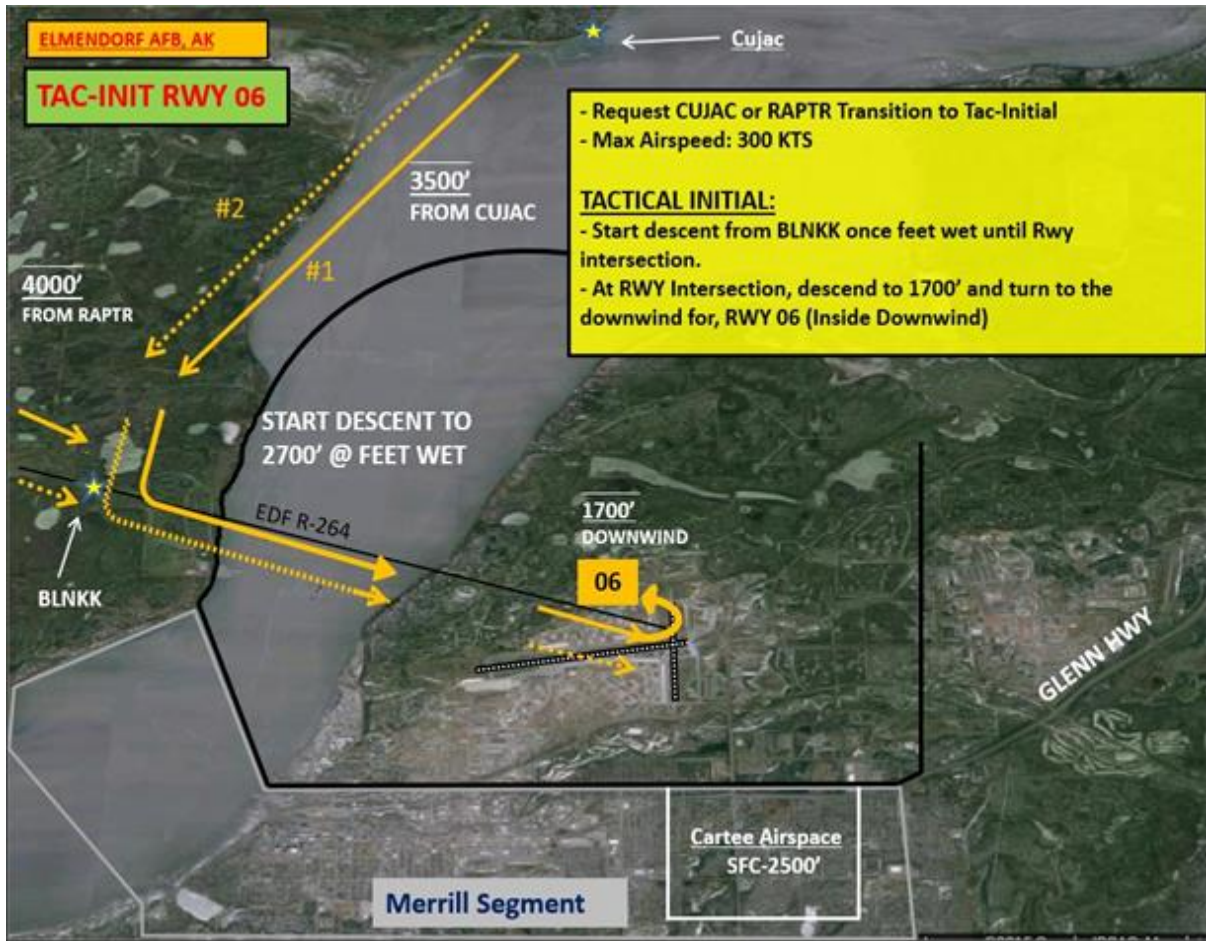 ELMENDORF AFB, AK
TAC-INIT RWY 06
Cujac
- Request CUJAC or RAPTR Transition to Tac-Initial
- Max Airspeed: 300 KTS
TACTICAL INITIAL:
- Start descent from BLNKK once feet wet until Rwy
intersection.
- At RWY Intersection, descend to 1700' and turn to the
downwind for, RWY 06 (Inside Downwind)
3500'
FROM CUJAC
#2
#1
4000'
FROM RAPTR
START DESCENT TO
2700' @ FEET WET
EDF R-264
BLNKK
1700'
DOWNWIND
06
GLENN HWY
Cartee Airspace
SFC-2500'
Merrill Segment